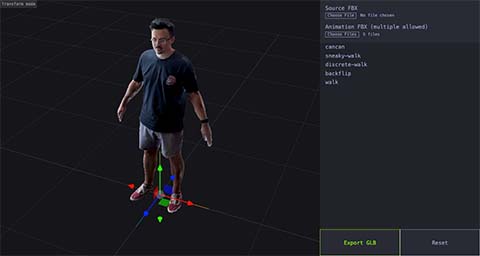 Transform mode
Source FBX
Choose File No file chosen
Animation FBX (multiple allowed)
Choose Files 5 files
cancan
sneaky-walk
discrete-walk
backflip
walk
Export GLB
Reset